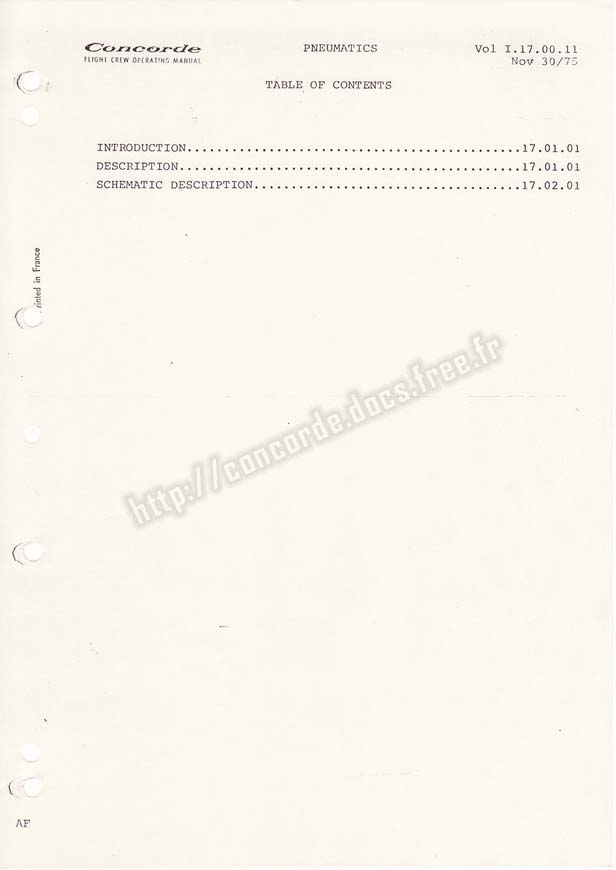 Concorde PNEUMATICS Vol I.17.00.11
FLIGHT CREW OPERATING MANUAL Nov 30/75
TABLE OF CONTENTS
INTRODUCTION.............................................17.01.01
DESCRIPTION..............................................17.01.01
SCHEMATIC DESCRIPTION....................................17.02.01
rinted in France
http://concorde.docs.free.fr
AF